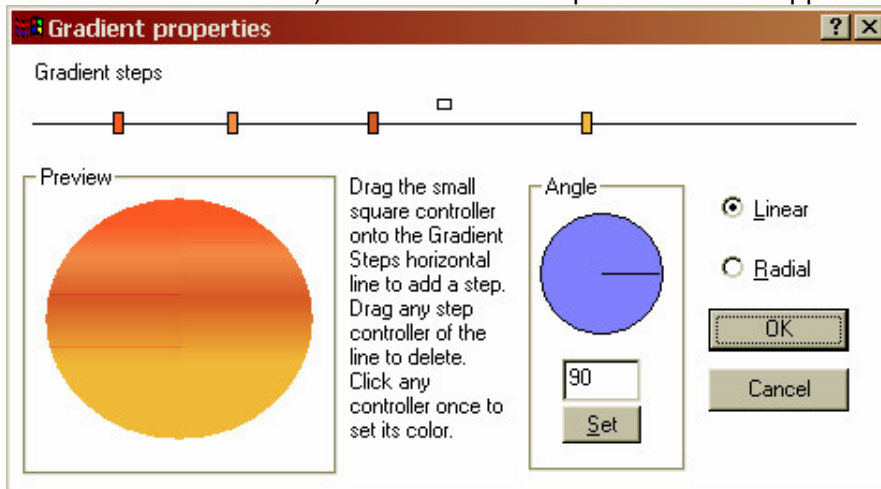 Gradient properties
Gradient steps
Preview
Drag the small
square controller
onto the Gradient
Steps horizontal
line to add a step.
Drag any step
controller of the
line to delete.
Click any
controller once to
set its color.
Angle
90
Set
Linear
Radial
OK
Cancel